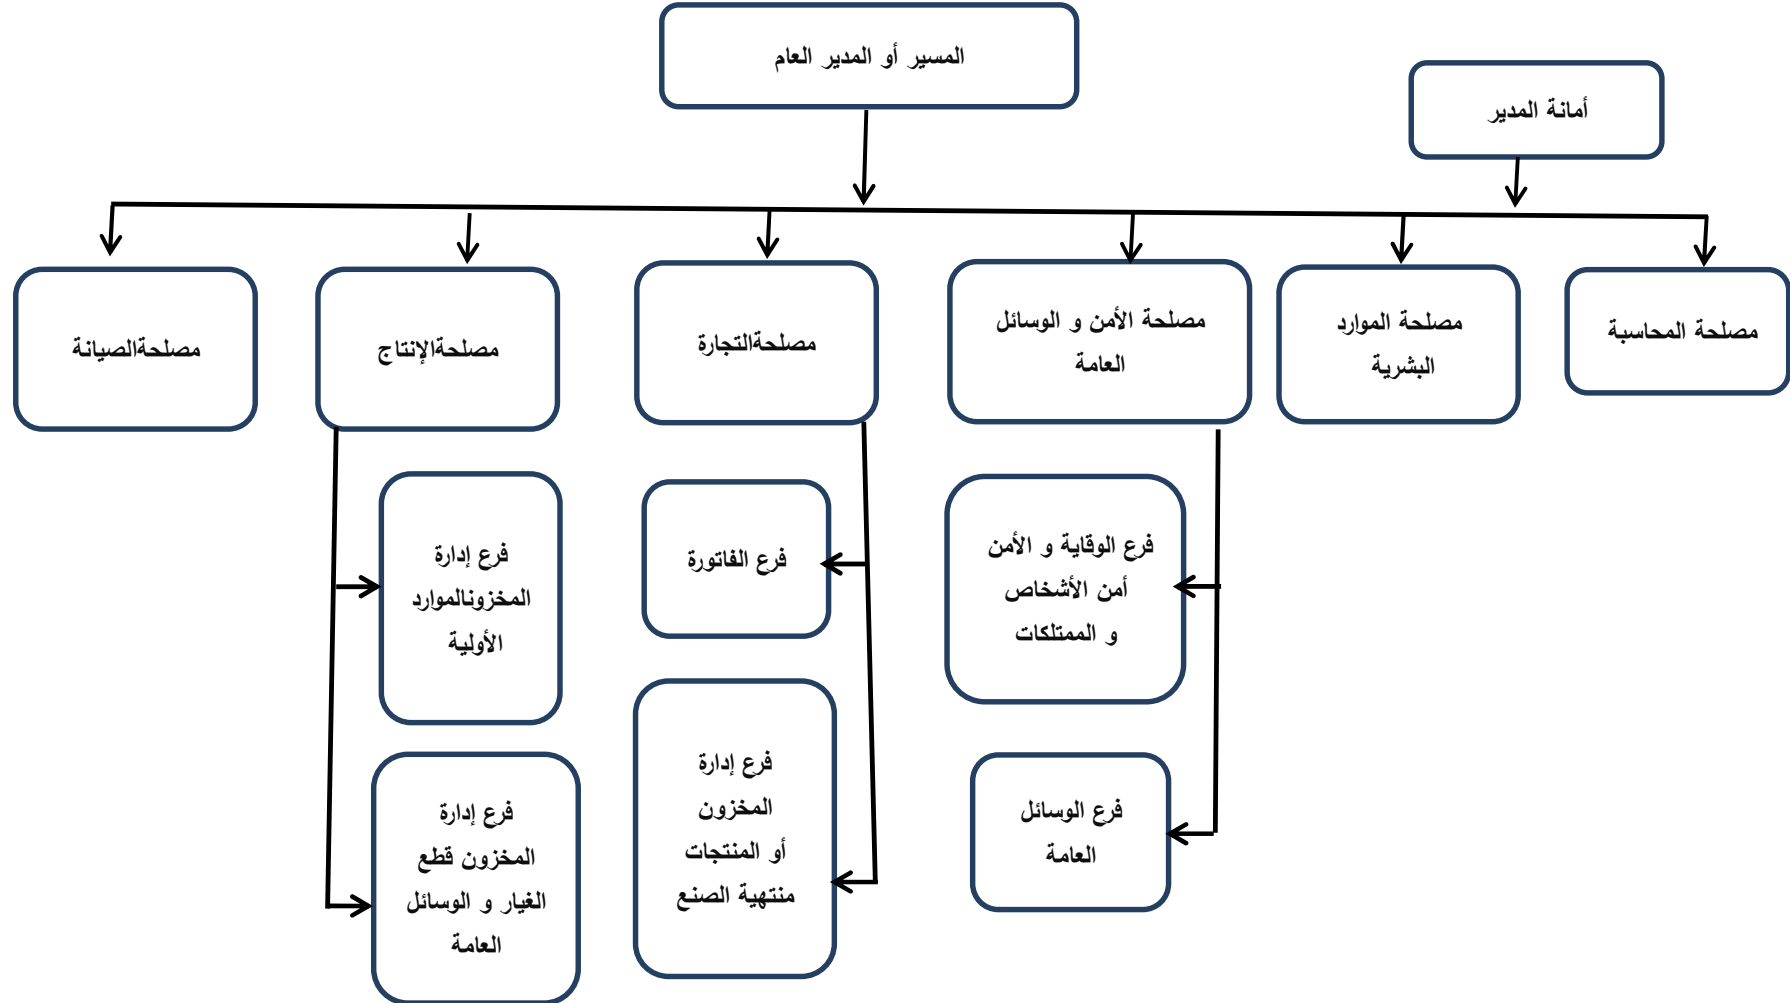 المسير أو المدير العام
أمانة المدير
مصلحة المحاسبة
مصلحة الموارد
البشرية
مصلحة الأمن و الوسائل
العامة
مصلحةالتجارة
مصلحةالإنتاج
مصلحةالصيانة
فرع الوقاية و الأمن
أمن الأشخاص
و الممتلكات
فرع الوسائل
العامة
فرع الفاتورة
فرع إدارة
المخزون
أو المنتجات
منتهية الصنع
فرع إدارة
المخزونالموارد
الأولية
فرع إدارة
المخزون قطع
الغيار و الوسائل
العامة